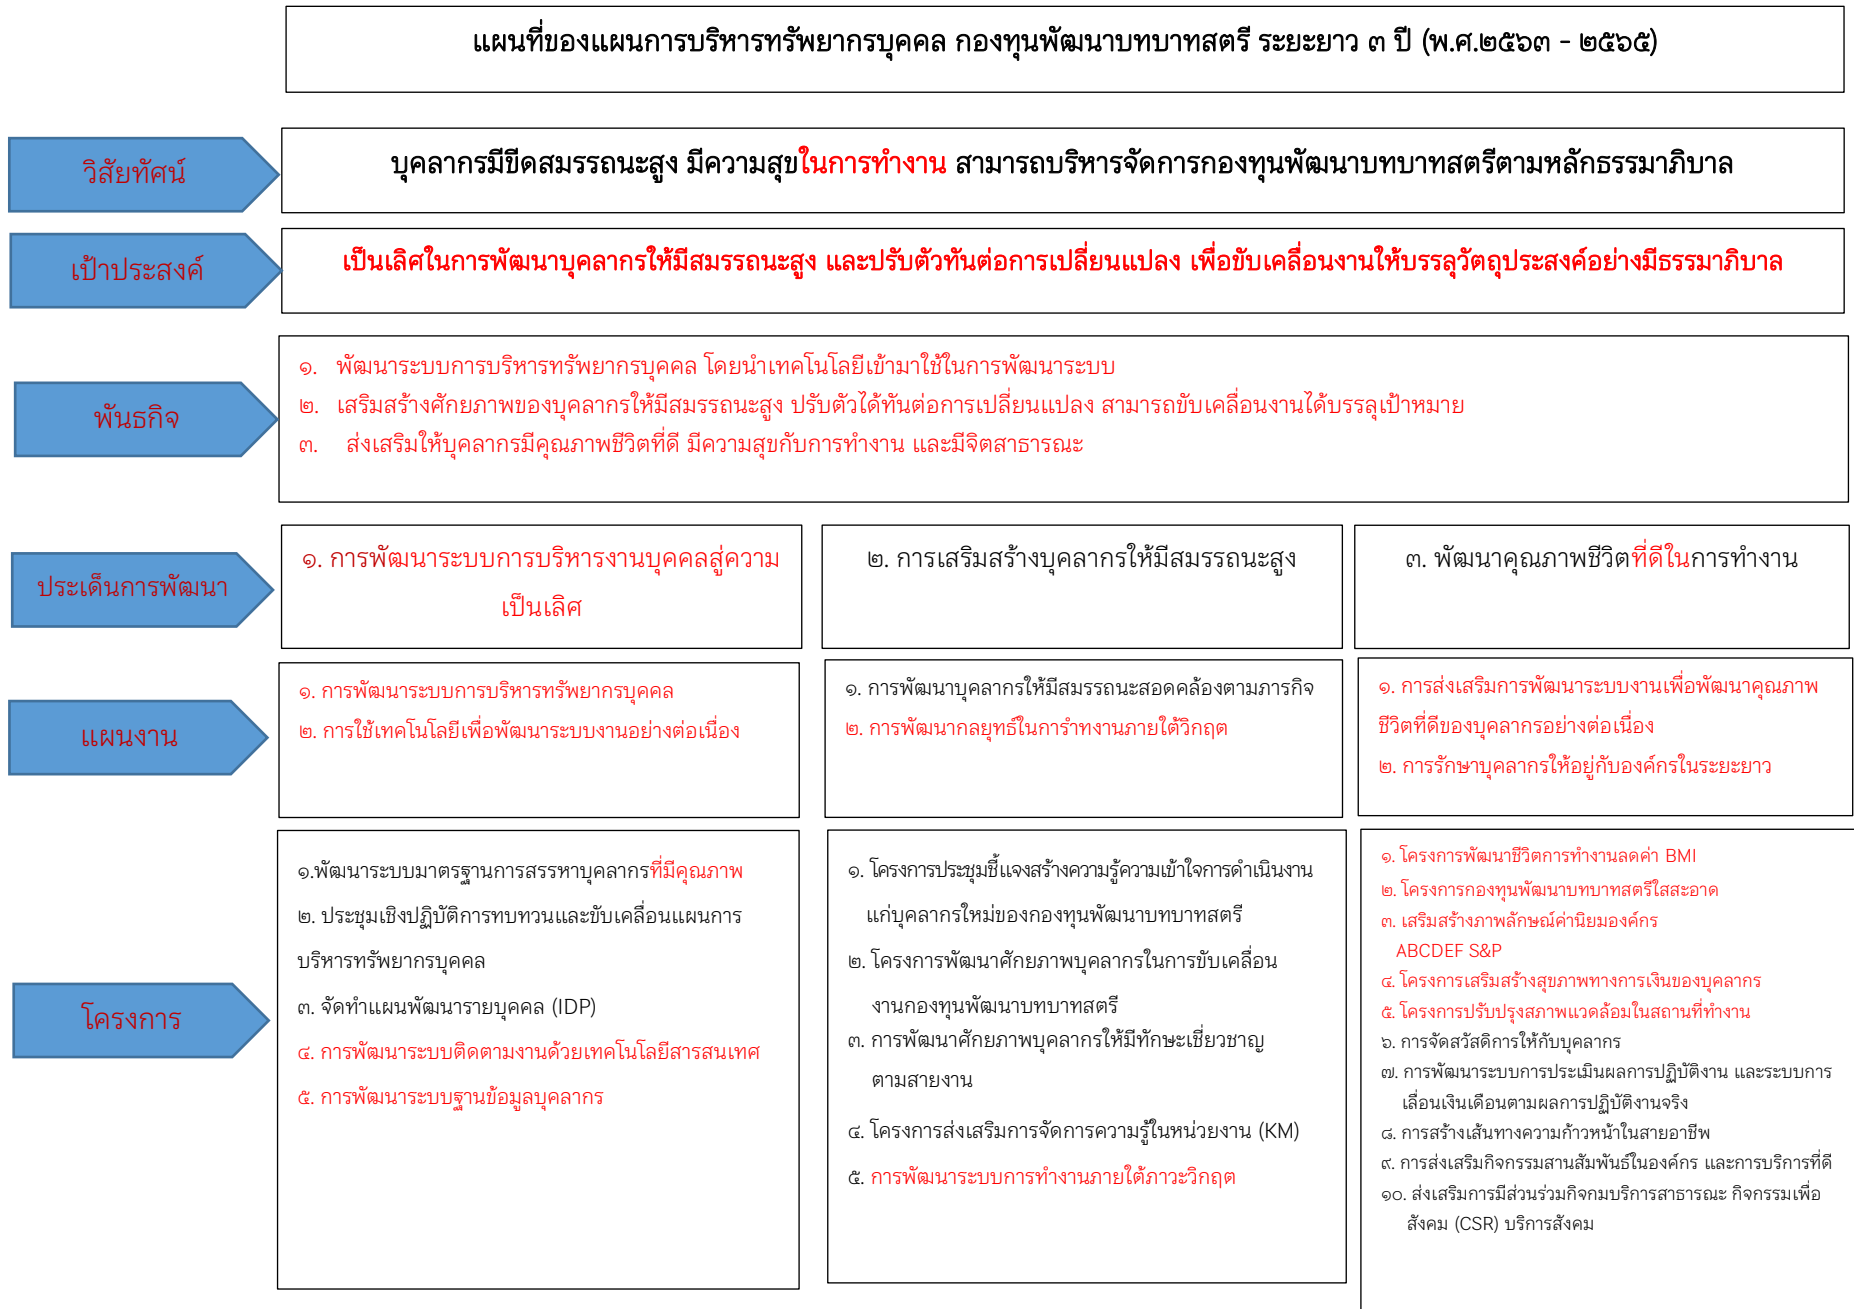 แผนที่ของแผนการบริหารทรัพยากรบุคคล กองทุนพัฒนาบทบาทสตรี ระยะยาว ๓ ปี (พ.ศ.๒๕๖๓ - ๒๕๖๕)
วิสัยทัศน์
บุคลากรมีขีดสมรรถนะสูง มีความสุขในการทำงาน สามารถบริหารจัดการกองทุนพัฒนาบทบาทสตรีตามหลักธรรมาภิบาล
เป้าประสงค์
เป็นเลิศในการพัฒนาบุคลากรให้มีสมรรถนะสูง และปรับตัวทันต่อการเปลี่ยนแปลง เพื่อขับเคลื่อนงานให้บรรลุวัตถุประสงค์อย่างมีธรรมาภิบาล
พันธกิจ
๑. พัฒนาระบบการบริหารทรัพยากรบุคคล โดยนำเทคโนโลยีเข้ามาใช้ในการพัฒนาระบบ
๒. เสริมสร้างศักยภาพของบุคลากรให้มีสมรรถนะสูง ปรับตัวได้ทันต่อการเปลี่ยนแปลง สามารถขับเคลื่อนงานได้บรรลุเป้าหมาย
๓. ส่งเสริมให้บุคลากรมีคุณภาพชีวิตที่ดี มีความสุขกับการทำงาน และมีจิตสาธารณะ
ประเด็นการพัฒนา
๑. การพัฒนาระบบการบริหารงานบุคคลสู่ความ
เป็นเลิศ
๒. การเสริมสร้างบุคลากรให้มีสมรรถนะสูง
๓. พัฒนาคุณภาพชีวิตที่ดีในการทำงาน
แผนงาน
๑. การพัฒนาระบบการบริหารทรัพยากรบุคคล
๒. การใช้เทคโนโลยีเพื่อพัฒนาระบบงานอย่างต่อเนื่อง
๑. การพัฒนาบุคลากรให้มีสมรรถนะสอดคล้องตามภารกิจ
๒. การพัฒนากลยุทธ์ในการำทงานภายใต้วิกฤต
๑. การส่งเสริมการพัฒนาระบบงานเพื่อพัฒนาคุณภาพ
ชีวิตที่ดีของบุคลากรอย่างต่อเนื่อง
๒. การรักษาบุคลากรให้อยู่กับองค์กรในระยะยาว
โครงการ
๑.พัฒนาระบบมาตรฐานการสรรหาบุคลากรที่มีคุณภาพ
๒. ประชุมเชิงปฏิบัติการทบทวนและขับเคลื่อนแผนการ
บริหารทรัพยากรบุคคล
๓. จัดทำแผนพัฒนารายบุคคล (IDP)
๔. การพัฒนาระบบติดตามงานด้วยเทคโนโลยีสารสนเทศ
๕. การพัฒนาระบบฐานข้อมูลบุคลากร
๑. โครงการประชุมชี้แจงสร้างความรู้ความเข้าใจการดำเนินงาน
แก่บุคลากรใหม่ของกองทุนพัฒนาบทบาทสตรี
๒. โครงการพัฒนาศักยภาพบุคลากรในการขับเคลื่อน
งานกองทุนพัฒนาบทบาทสตรี
๓. การพัฒนาศักยภาพบุคลากรให้มีทักษะเชี่ยวชาญ
ตามสายงาน
๔. โครงการส่งเสริมการจัดการความรู้ในหน่วยงาน (KM)
๕. การพัฒนาระบบการทำงานภายใต้ภาวะวิกฤต
๑. โครงการพัฒนาชีวิตการทำงานลดค่า BMI
๒. โครงการกองทุนพัฒนาบทบาทสตรีใสสะอาด
๓. เสริมสร้างภาพลักษณ์ค่านิยมองค์กร
ABCDEF S&P
๔. โครงการเสริมสร้างสุขภาพทางการเงินของบุคลากร
๕. โครงการปรับปรุงสภาพแวดล้อมในสถานที่ทำงาน
๖. การจัดสวัสดิการให้กับบุคลากร
๗. การพัฒนาระบบการประเมินผลการปฏิบัติงาน และระบบการ
เลื่อนเงินเดือนตามผลการปฏิบัติงานจริง
๘. การสร้างเส้นทางความก้าวหน้าในสายอาชีพ
๙. การส่งเสริมกิจกรรมสานสัมพันธ์ในองค์กร และการบริการที่ดี
๑๐. ส่งเสริมการมีส่วนร่วมกิจกมบริการสาธารณะ กิจกรรมเพื่อ
สังคม (CSR) บริการสังคม